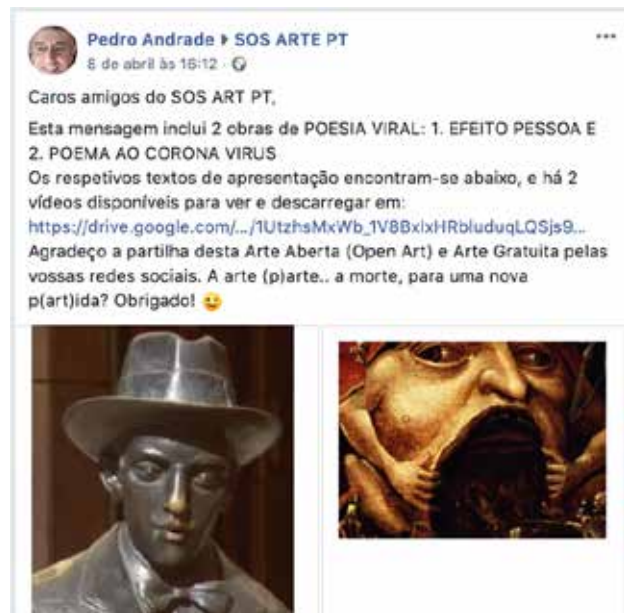 Pedro Andrade ▸ SOS ARTE PT
8 de abril às 16:12 ·
Caros amigos do SOS ART PT,
Esta mensagem inclui 2 obras de POESIA VIRAL: 1. EFEITO PESSOA E
2. POEMA AO CORONA VIRUS
Os respetivos textos de apresentação encontram-se abaixo, e há 2
vídeos disponíveis para ver e descarregar em:
https://drive.google.com/.../1UtzhsMxWb_1V8BxIxHRbluduqLQSjs9...
Agradeço a partilha desta Arte Aberta (Open Art) e Arte Gratuita pelas
vossas redes sociais. A arte (p)arte.. a morte, para uma nova
p(art)ida? Obrigado!